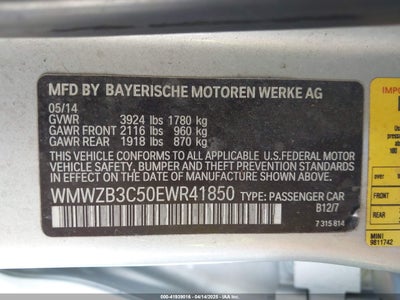 MFD BY BAYERISCHE MOTOREN WERKE AG
05/14
GVWR 3924 lbs 1780 kg
GAWR FRONT 2116 lbs 960 kg
GAWR REAR 1918 lbs 870 kg
THIS VEHICLE CONFORMS TO ALL APPLICABLE
U.S. FEDERAL MOTOR
VEHICLE SAFETY, BUMPER, AND THEFT PREVENTION
STANDARDS IN EFFECT ON THE DATE OF
MANUFACTURE SHOWN ABOVE.
WMWZB3C50EWR41850 TYPE: PASSENGER CAR
B12/7
7 315 814
MINI
9811742
000-41939016 - 04/14/2025 - IAA Inc.